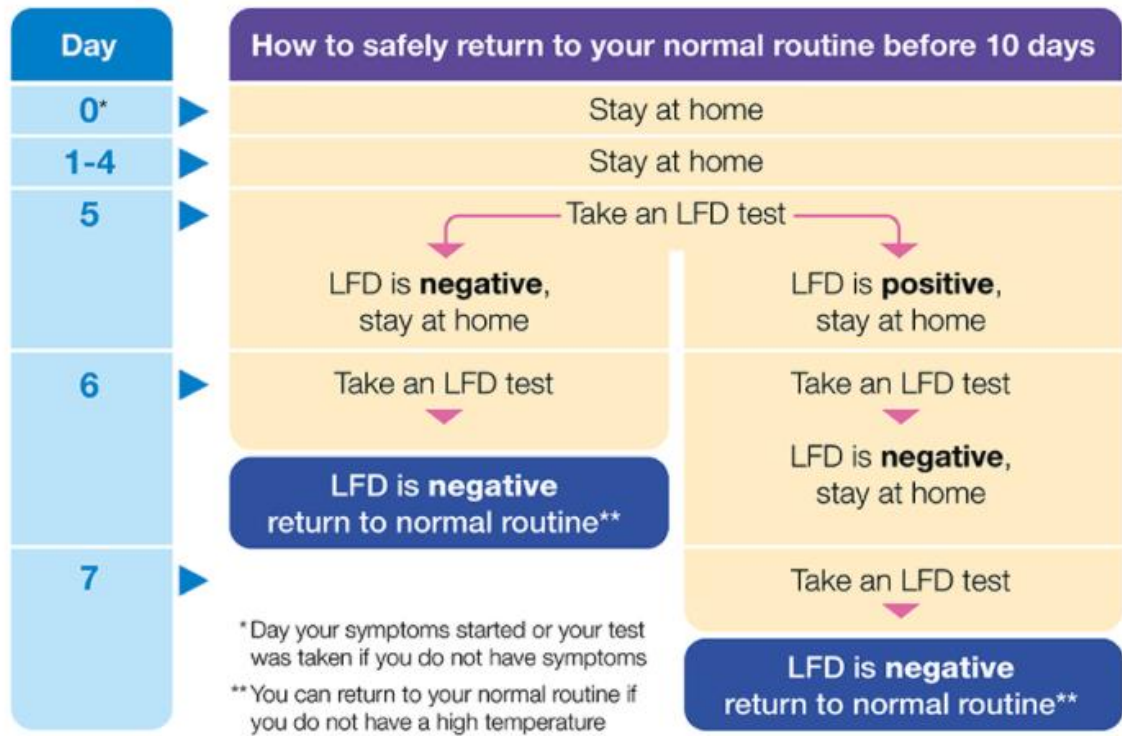 Day
How to safely return to your normal routine before 10 days
0*
Stay at home
1-4
Stay at home
5
Take an LFD test
LFD is negative,
stay at home
LFD is positive,
stay at home
6
Take an LFD test
LFD is negative
return to normal routine**
Take an LFD test
LFD is negative,
stay at home
7
Take an LFD test
LFD is negative
return to normal routine**
* Day your symptoms started or your test
was taken if you do not have symptoms
** You can return to your normal routine if
you do not have a high temperature